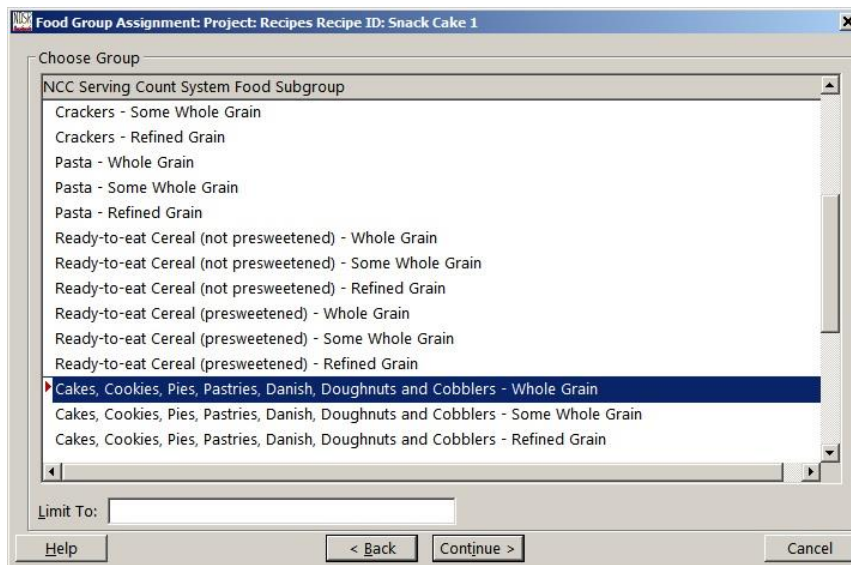 Food Group Assignment: Project: Recipes Recipe ID: Snack Cake 1
Choose Group
NCC Serving Count System Food Subgroup
Crackers - Some Whole Grain
Crackers - Refined Grain
Pasta - Whole Grain
Pasta - Some Whole Grain
Pasta - Refined Grain
Ready-to-eat Cereal (not presweetened) - Whole Grain
Ready-to-eat Cereal (not presweetened) - Some Whole Grain
Ready-to-eat Cereal (not presweetened) - Refined Grain
Ready-to-eat Cereal (presweetened) - Whole Grain
Ready-to-eat Cereal (presweetened) - Some Whole Grain
Ready-to-eat Cereal (presweetened) - Refined Grain
Cakes, Cookies, Pies, Pastries, Danish, Doughnuts and Cobblers - Whole Grain
Cakes, Cookies, Pies, Pastries, Danish, Doughnuts and Cobblers - Some Whole Grain
Cakes, Cookies, Pies, Pastries, Danish, Doughnuts and Cobblers - Refined Grain
Limit To:
Help < Back Continue > Cancel